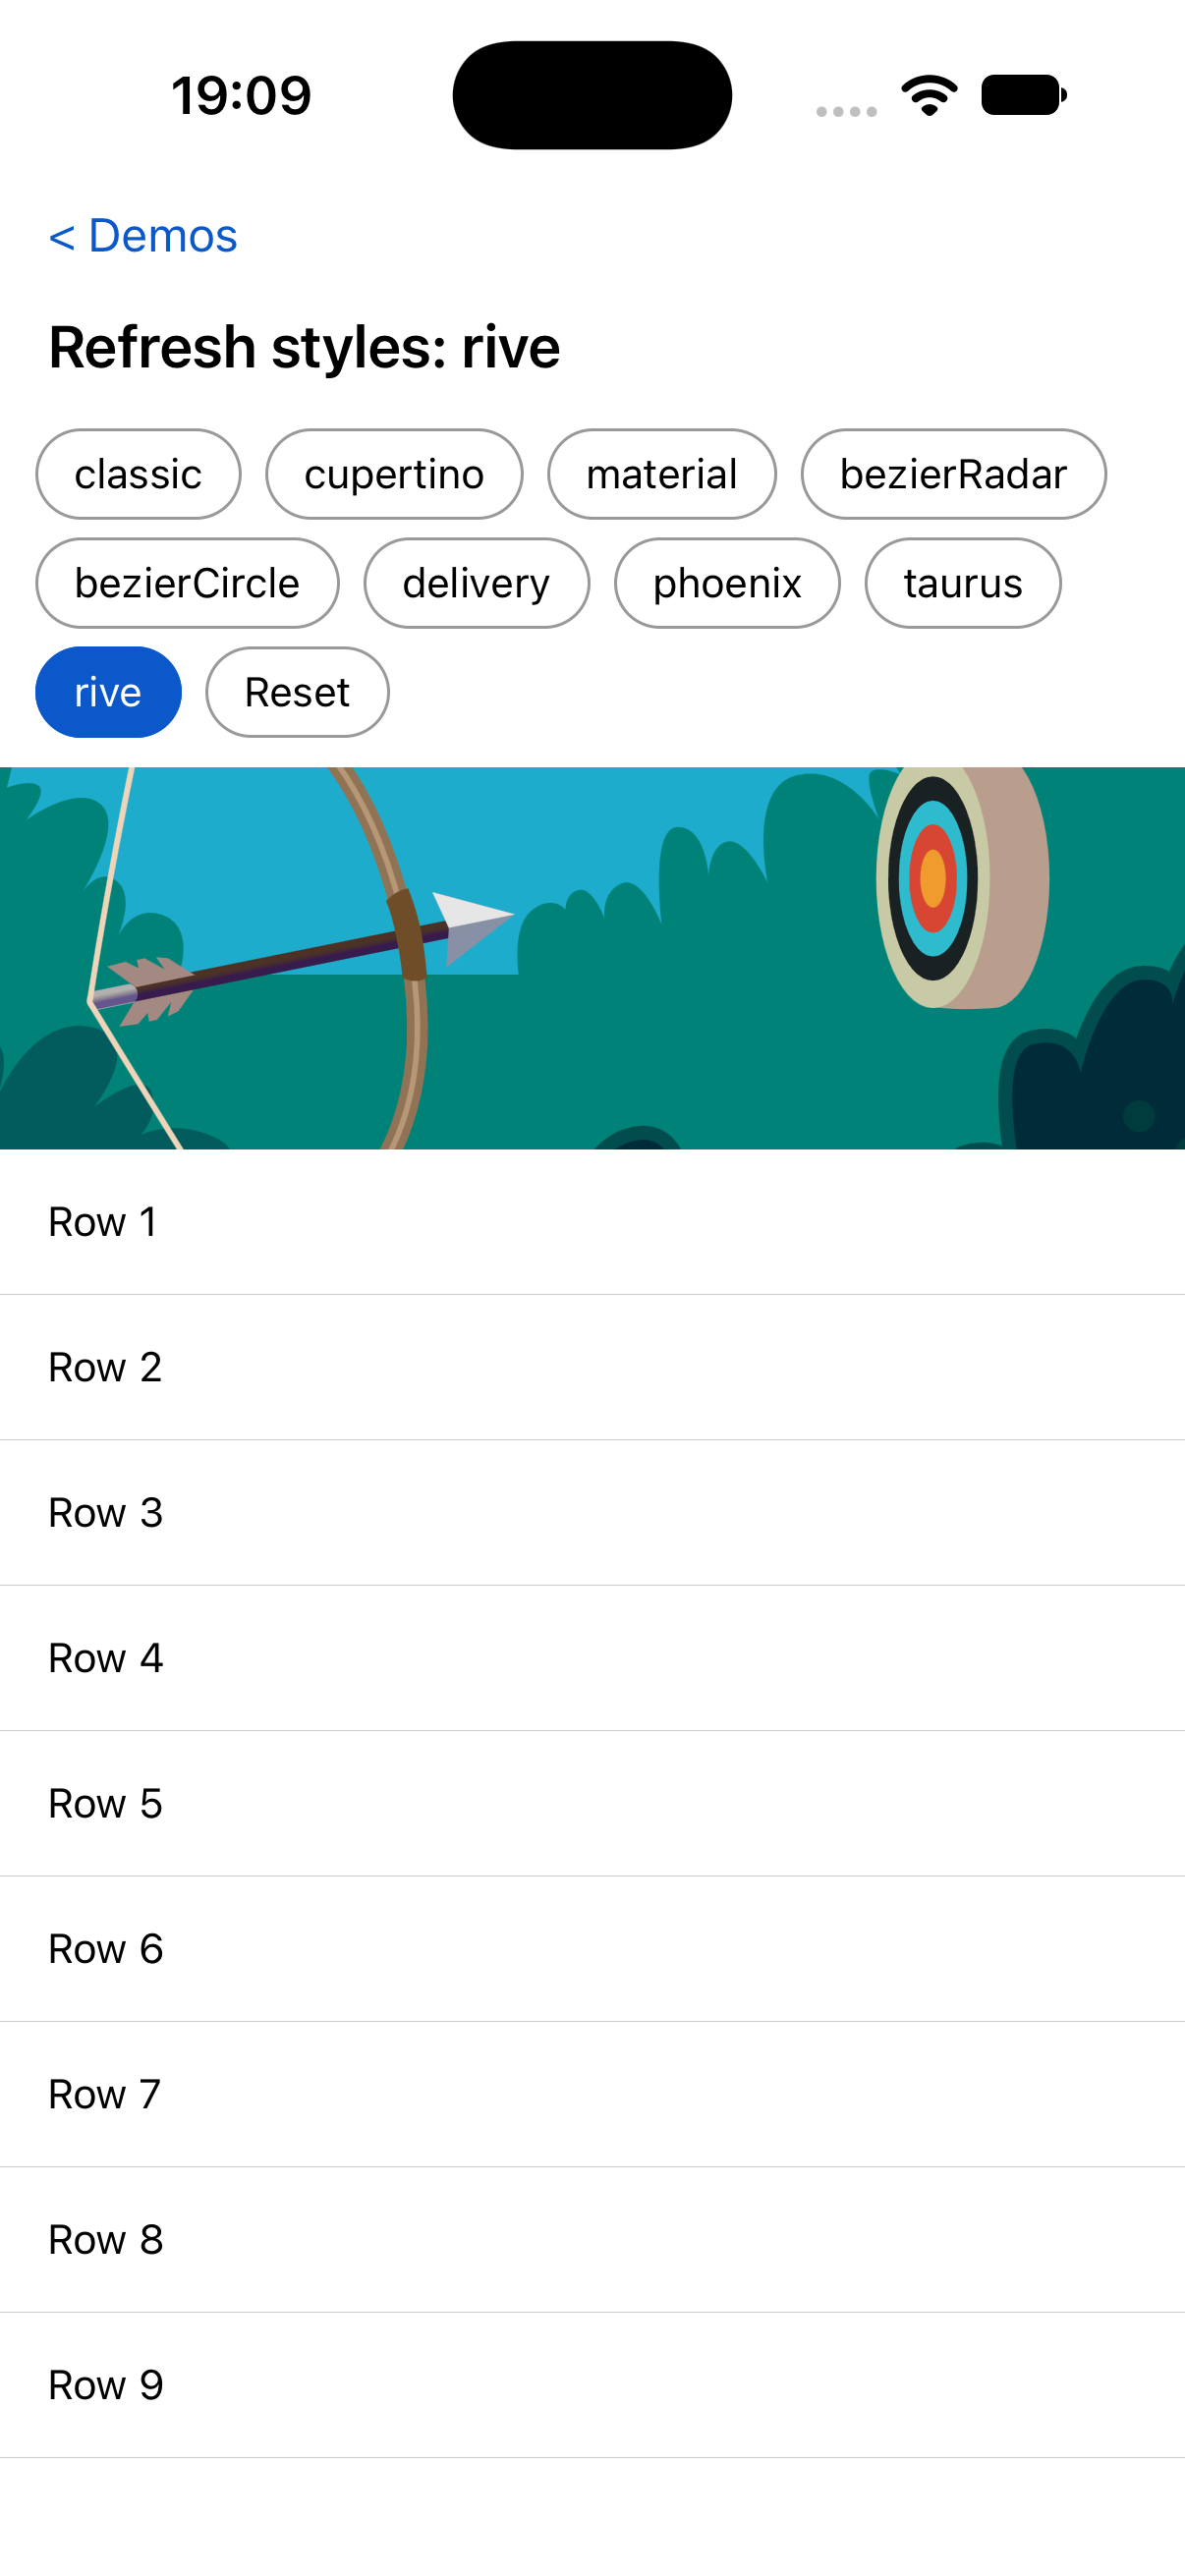 19:09
< Demos
Refresh styles: rive
classic cupertino material bezierRadar
bezierCircle delivery phoenix taurus
rive Reset
Row 1
Row 2
Row 3
Row 4
Row 5
Row 6
Row 7
Row 8
Row 9